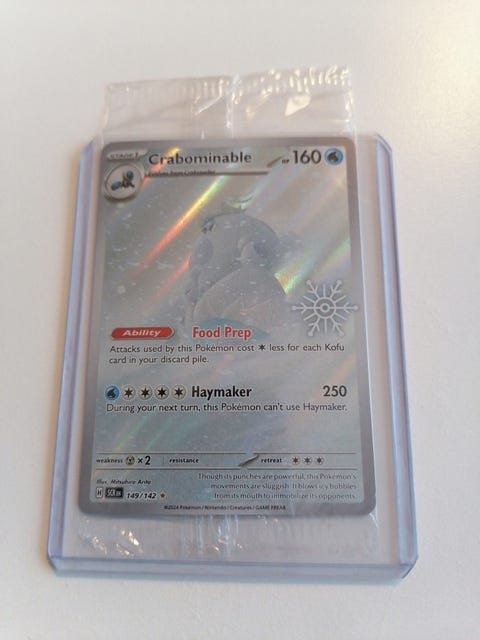 STAGE 1
Crabominable
HP 160
Evolves from Crabrawler
Ability Food Prep
Attacks used by this Pokémon cost less for each Kofu
card in your discard pile.
Haymaker 250
During your next turn, this Pokémon can't use Haymaker.
weakness ×2 resistance retreat
Though its punches are powerful, this Pokémon's
movements are sluggish. It blows icy bubbles
from its mouth to immobilize its opponents.
Illus. Mitsuhiro Arita
H SCR EN 149/142
©2024 Pokémon / Nintendo / Creatures / GAME FREAK